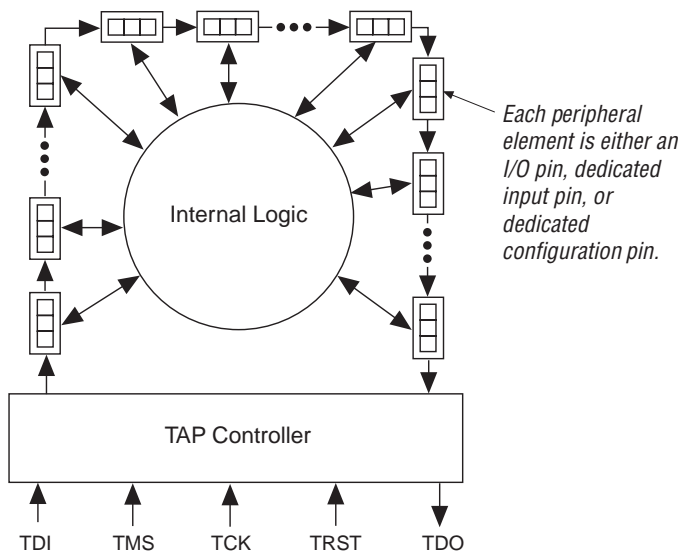 Each peripheral
element is either an
I/O pin, dedicated
input pin, or
dedicated
configuration pin.
Internal Logic
TAP Controller
TDI TMS TCK TRST TDO